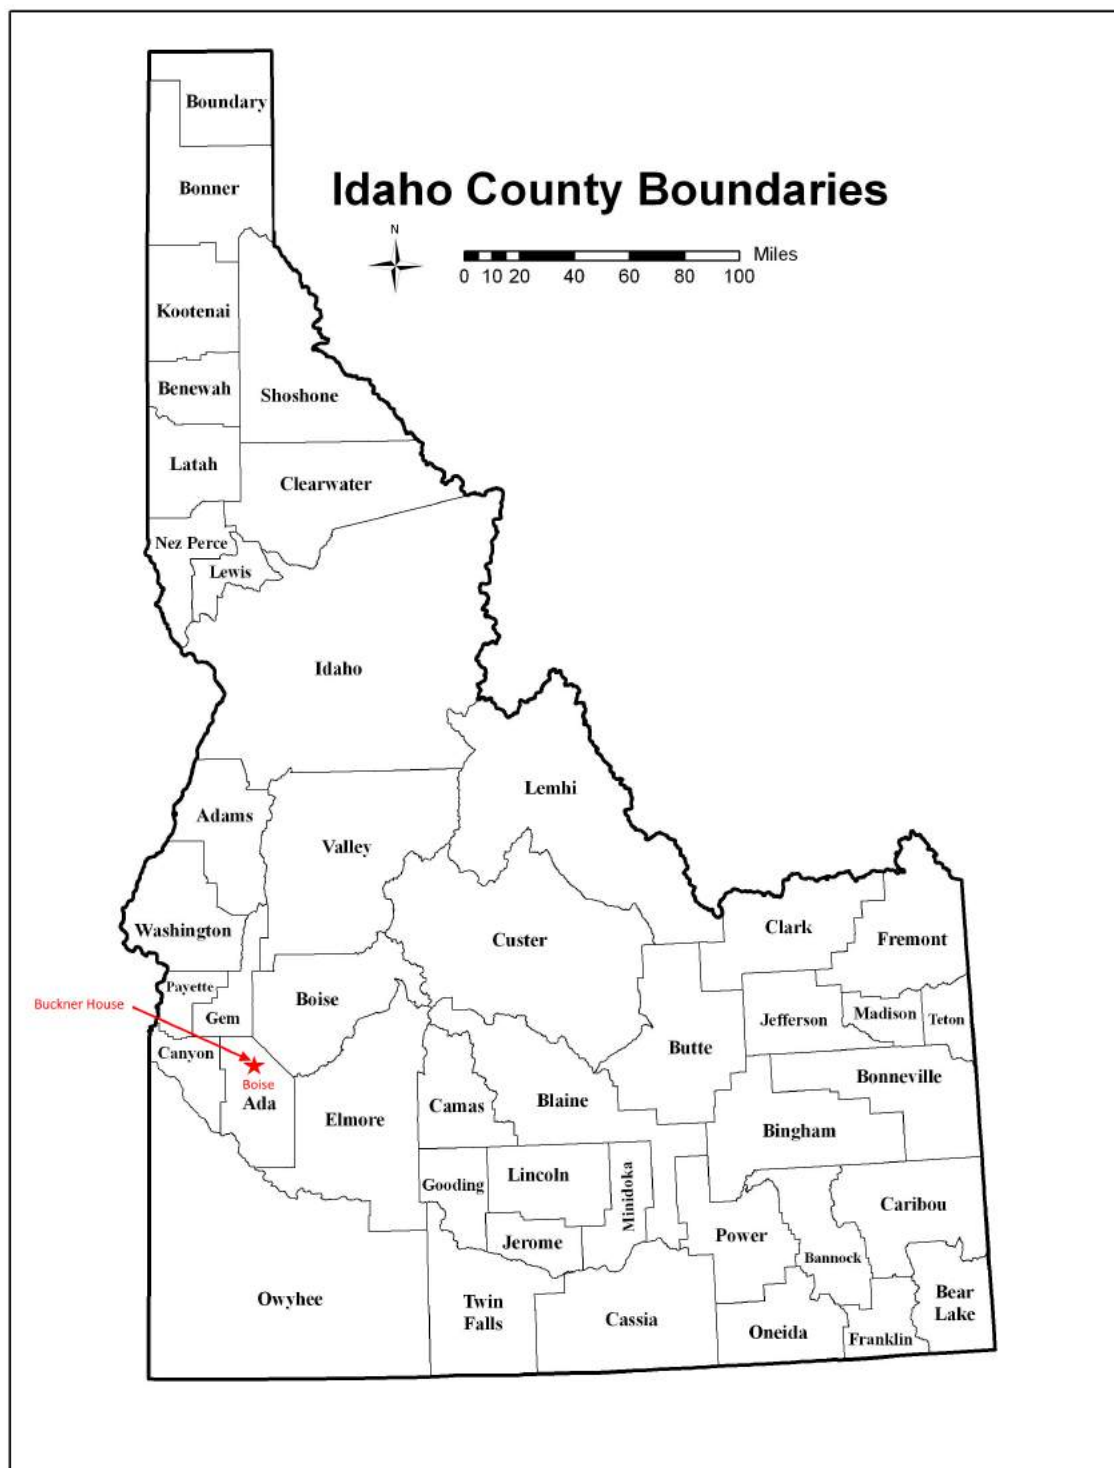 Boundary
Bonner
Idaho County Boundaries
N
Miles
0 10 20 40 60 80 100
Kootenai
Benewah
Shoshone
Latah
Clearwater
Nez Perce
Lewis
Idaho
Lemhi
Adams
Valley
Washington
Custer
Clark
Fremont
Payette
Buckner House
Boise
Gem
Jefferson
Madison
Teton
Canyon
Butte
Boise
Ada
Bonneville
Camas
Blaine
Elmore
Bingham
Gooding
Lincoln
Minidoka
Caribou
Jerome
Power
Bannock
Owyhee
Twin
Falls
Cassia
Bear
Lake
Oneida
Franklin